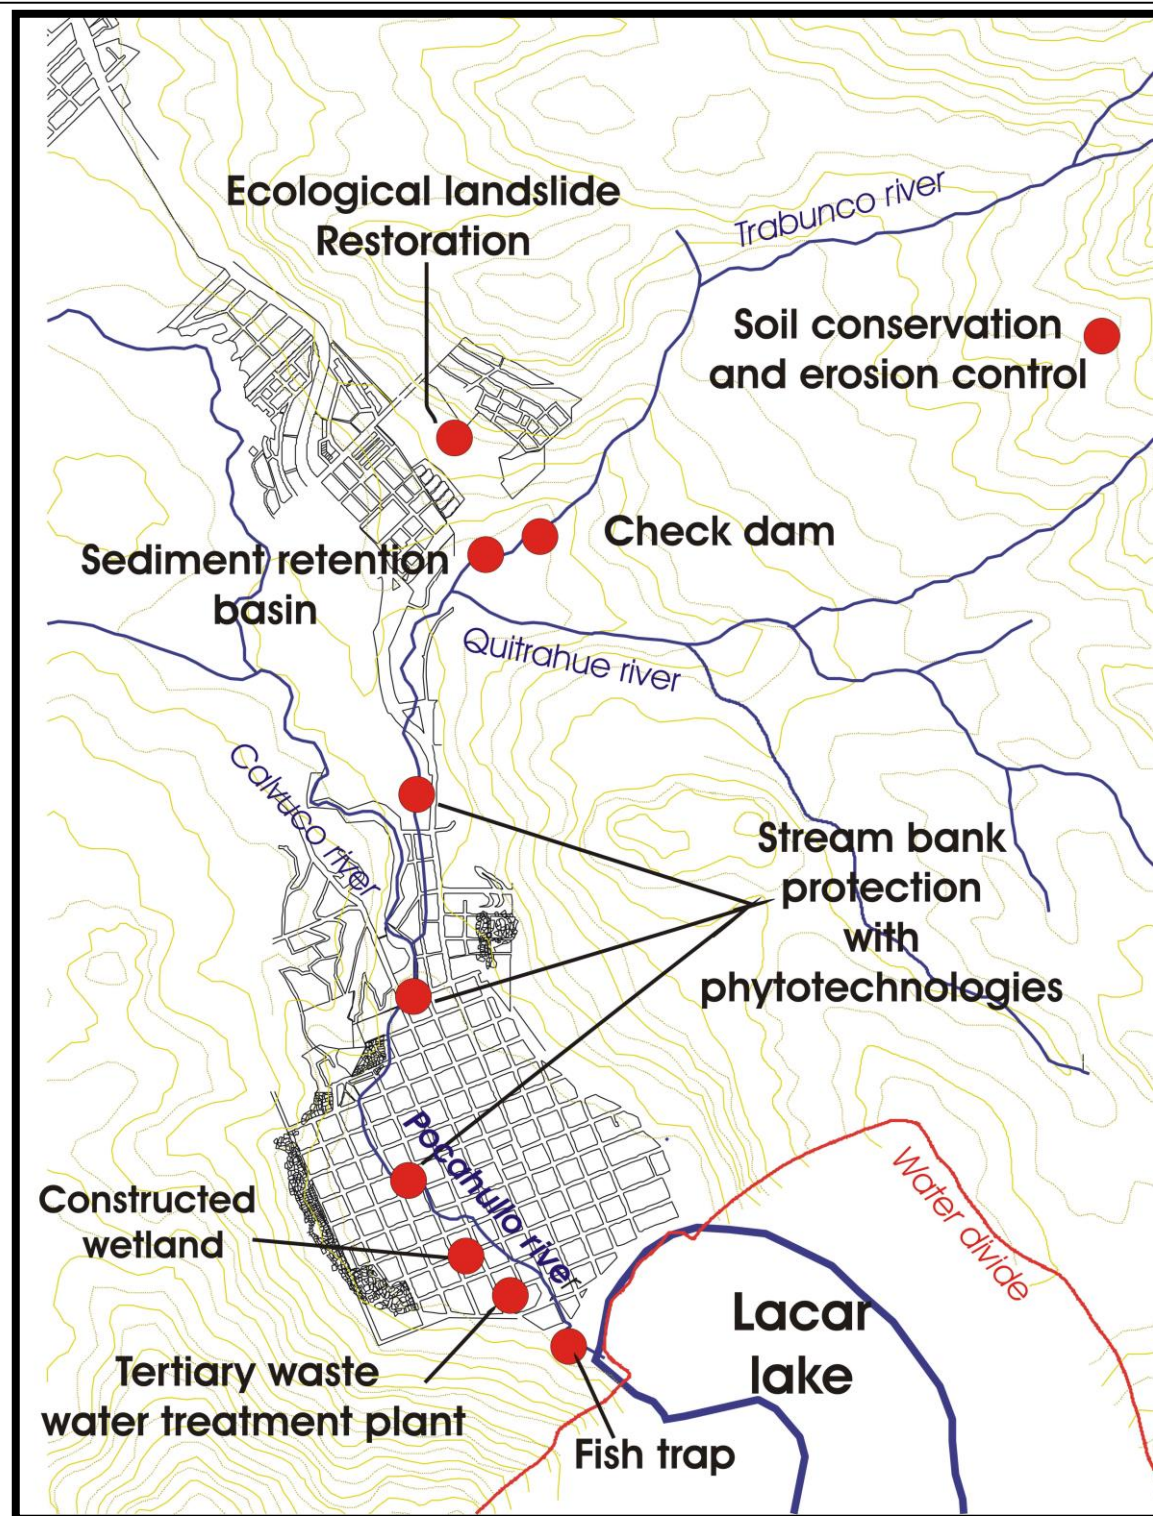 Ecological landslide
Restoration
Trabunco river
Soil conservation
and erosion control
Check dam
Sediment retention
basin
Quitrahue river
Calvuco river
Stream bank
protection
with
phytotechnologies
Pocahullo river
Water divide
Constructed
wetland
Lacar
lake
Tertiary waste
water treatment plant
Fish trap